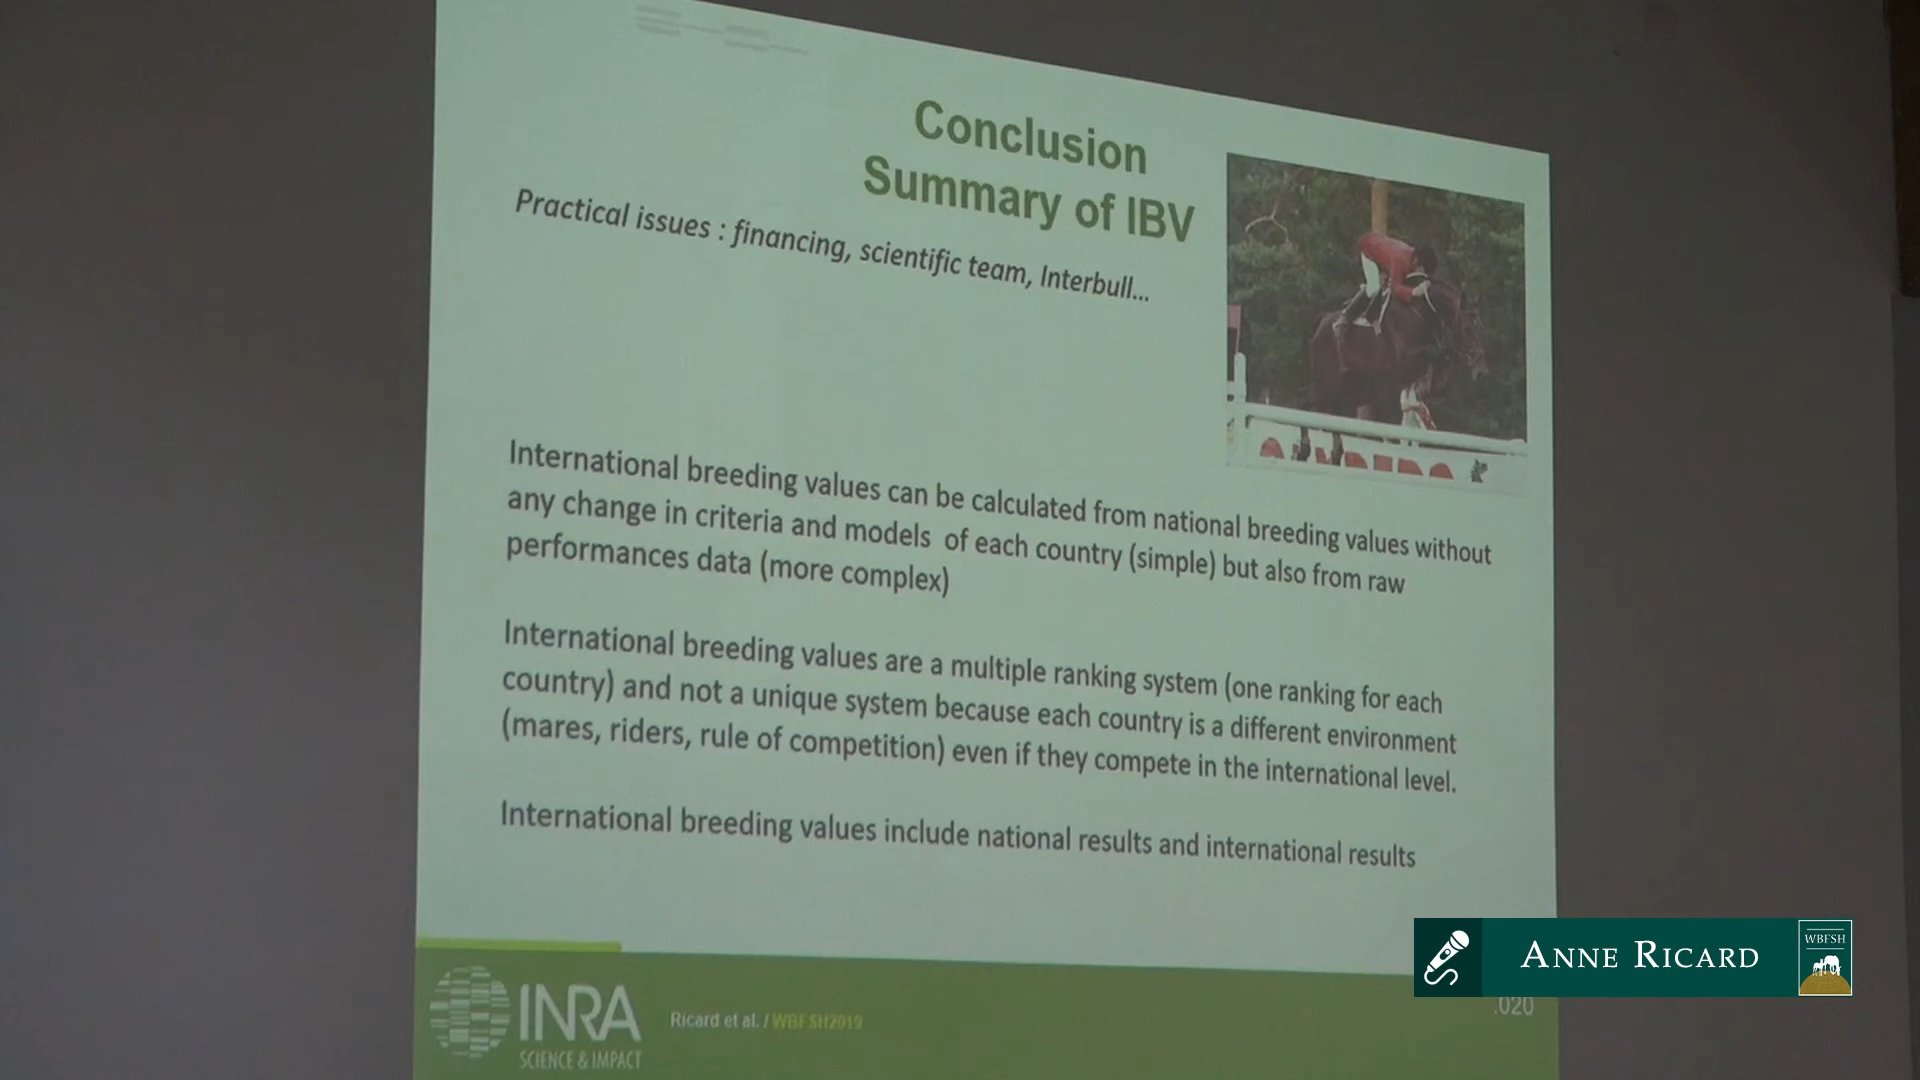 Conclusion
Summary of IBV
Practical issues : financing, scientific team, Interbull...
International breeding values can be calculated from national breeding values without
any change in criteria and models of each country (simple) but also from raw
performances data (more complex)
International breeding values are a multiple ranking system (one ranking for each
country) and not a unique system because each country is a different environment
(mares, riders, rule of competition) even if they compete in the international level.
International breeding values include national results and international results
INRA
SCIENCE & IMPACT
Ricard et al. / WBFSH2019
.020
ANNE RICARD
WBFSH